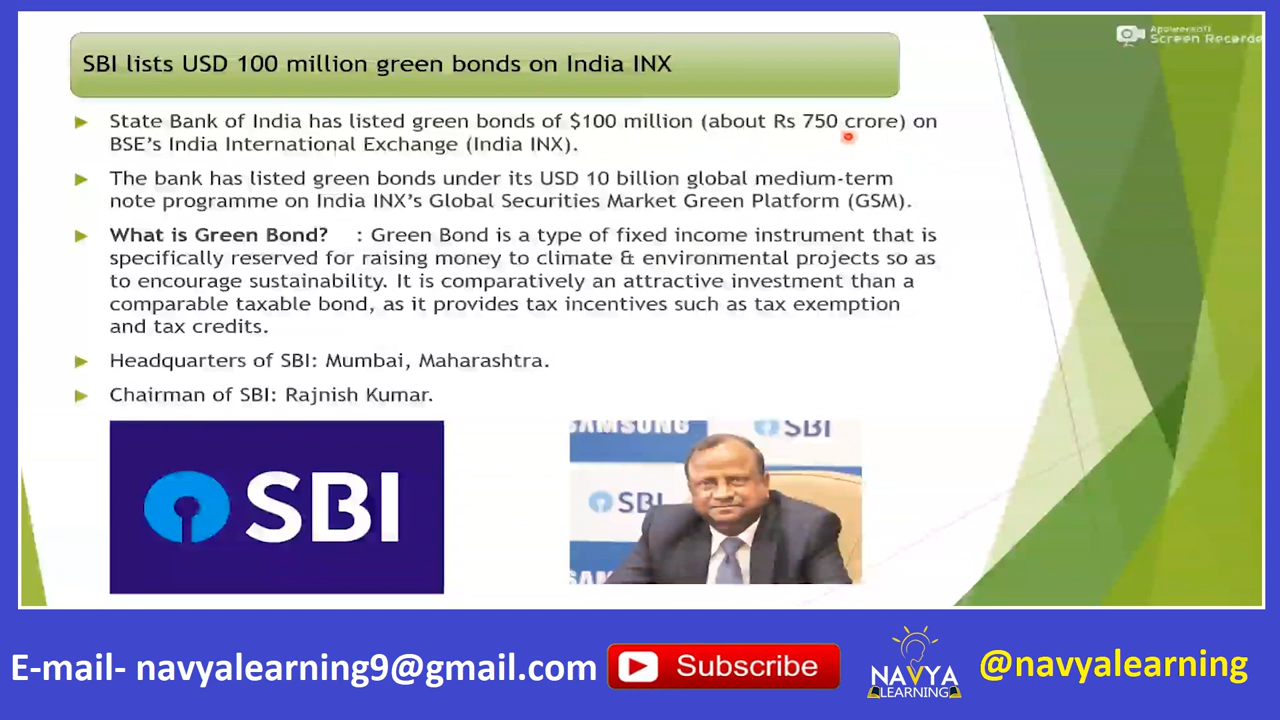 Apowersoft
Screen Recorde
SBI lists USD 100 million green bonds on India INX
State Bank of India has listed green bonds of $100 million (about Rs 750 crore) on
BSE's India International Exchange (India INX).
The bank has listed green bonds under its USD 10 billion global medium-term
note programme on India INX's Global Securities Market Green Platform (GSM).
What is Green Bond? : Green Bond is a type of fixed income instrument that is
specifically reserved for raising money to climate & environmental projects so as
to encourage sustainability. It is comparatively an attractive investment than a
comparable taxable bond, as it provides tax incentives such as tax exemption
and tax credits.
Headquarters of SBI: Mumbai, Maharashtra.
Chairman of SBI: Rajnish Kumar.
SBI
SAMSUNG
SBI
SBI
SAM
E-mail- navyalearning9@gmail.com
Subscribe
NAVYA
LEARNING
@navyalearning